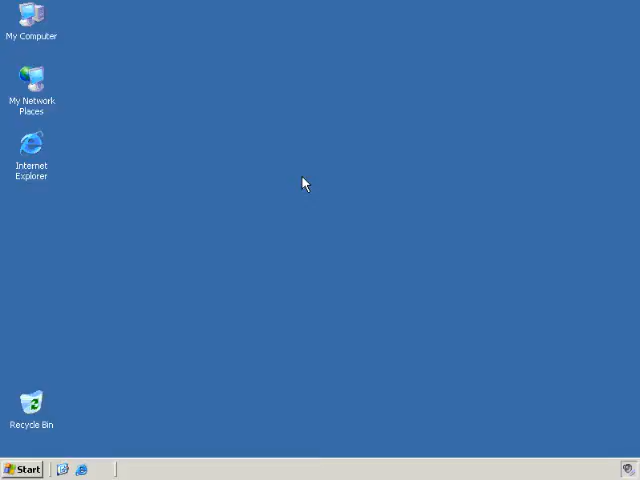 My Computer
My Network
Places
Internet
Explorer
Recycle Bin
Start